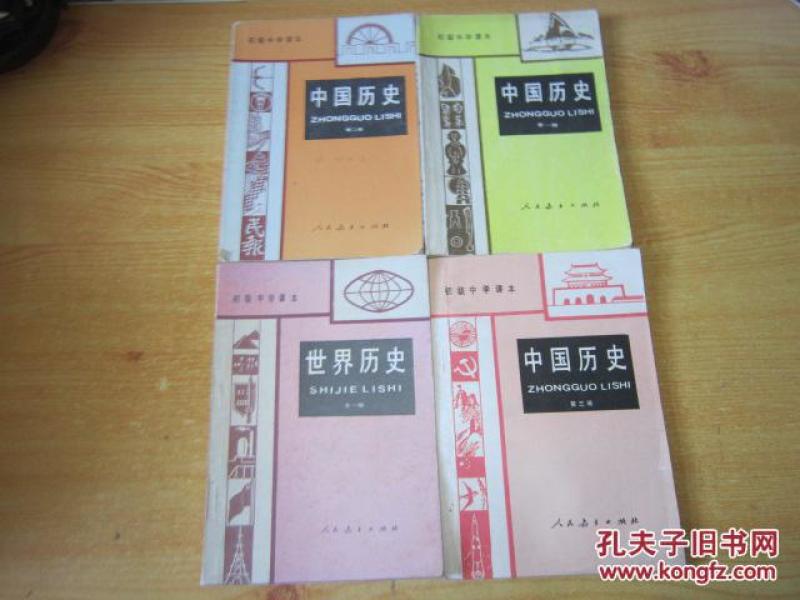 初级中学课本
中国历史
ZHONGGUO LISHI
第二册
民报
人民教育出版社
初级中学课本
中国历史
ZHONGGUO LISHI
第一册
人民教育出版社
初级中学课本
世界历史
SHIJIE LISHI
全一册
人民教育出版社
初级中学课本
中国历史
ZHONGGUO LISHI
第三册
人民教育出版社
孔夫子旧书网
www.kongfz.com